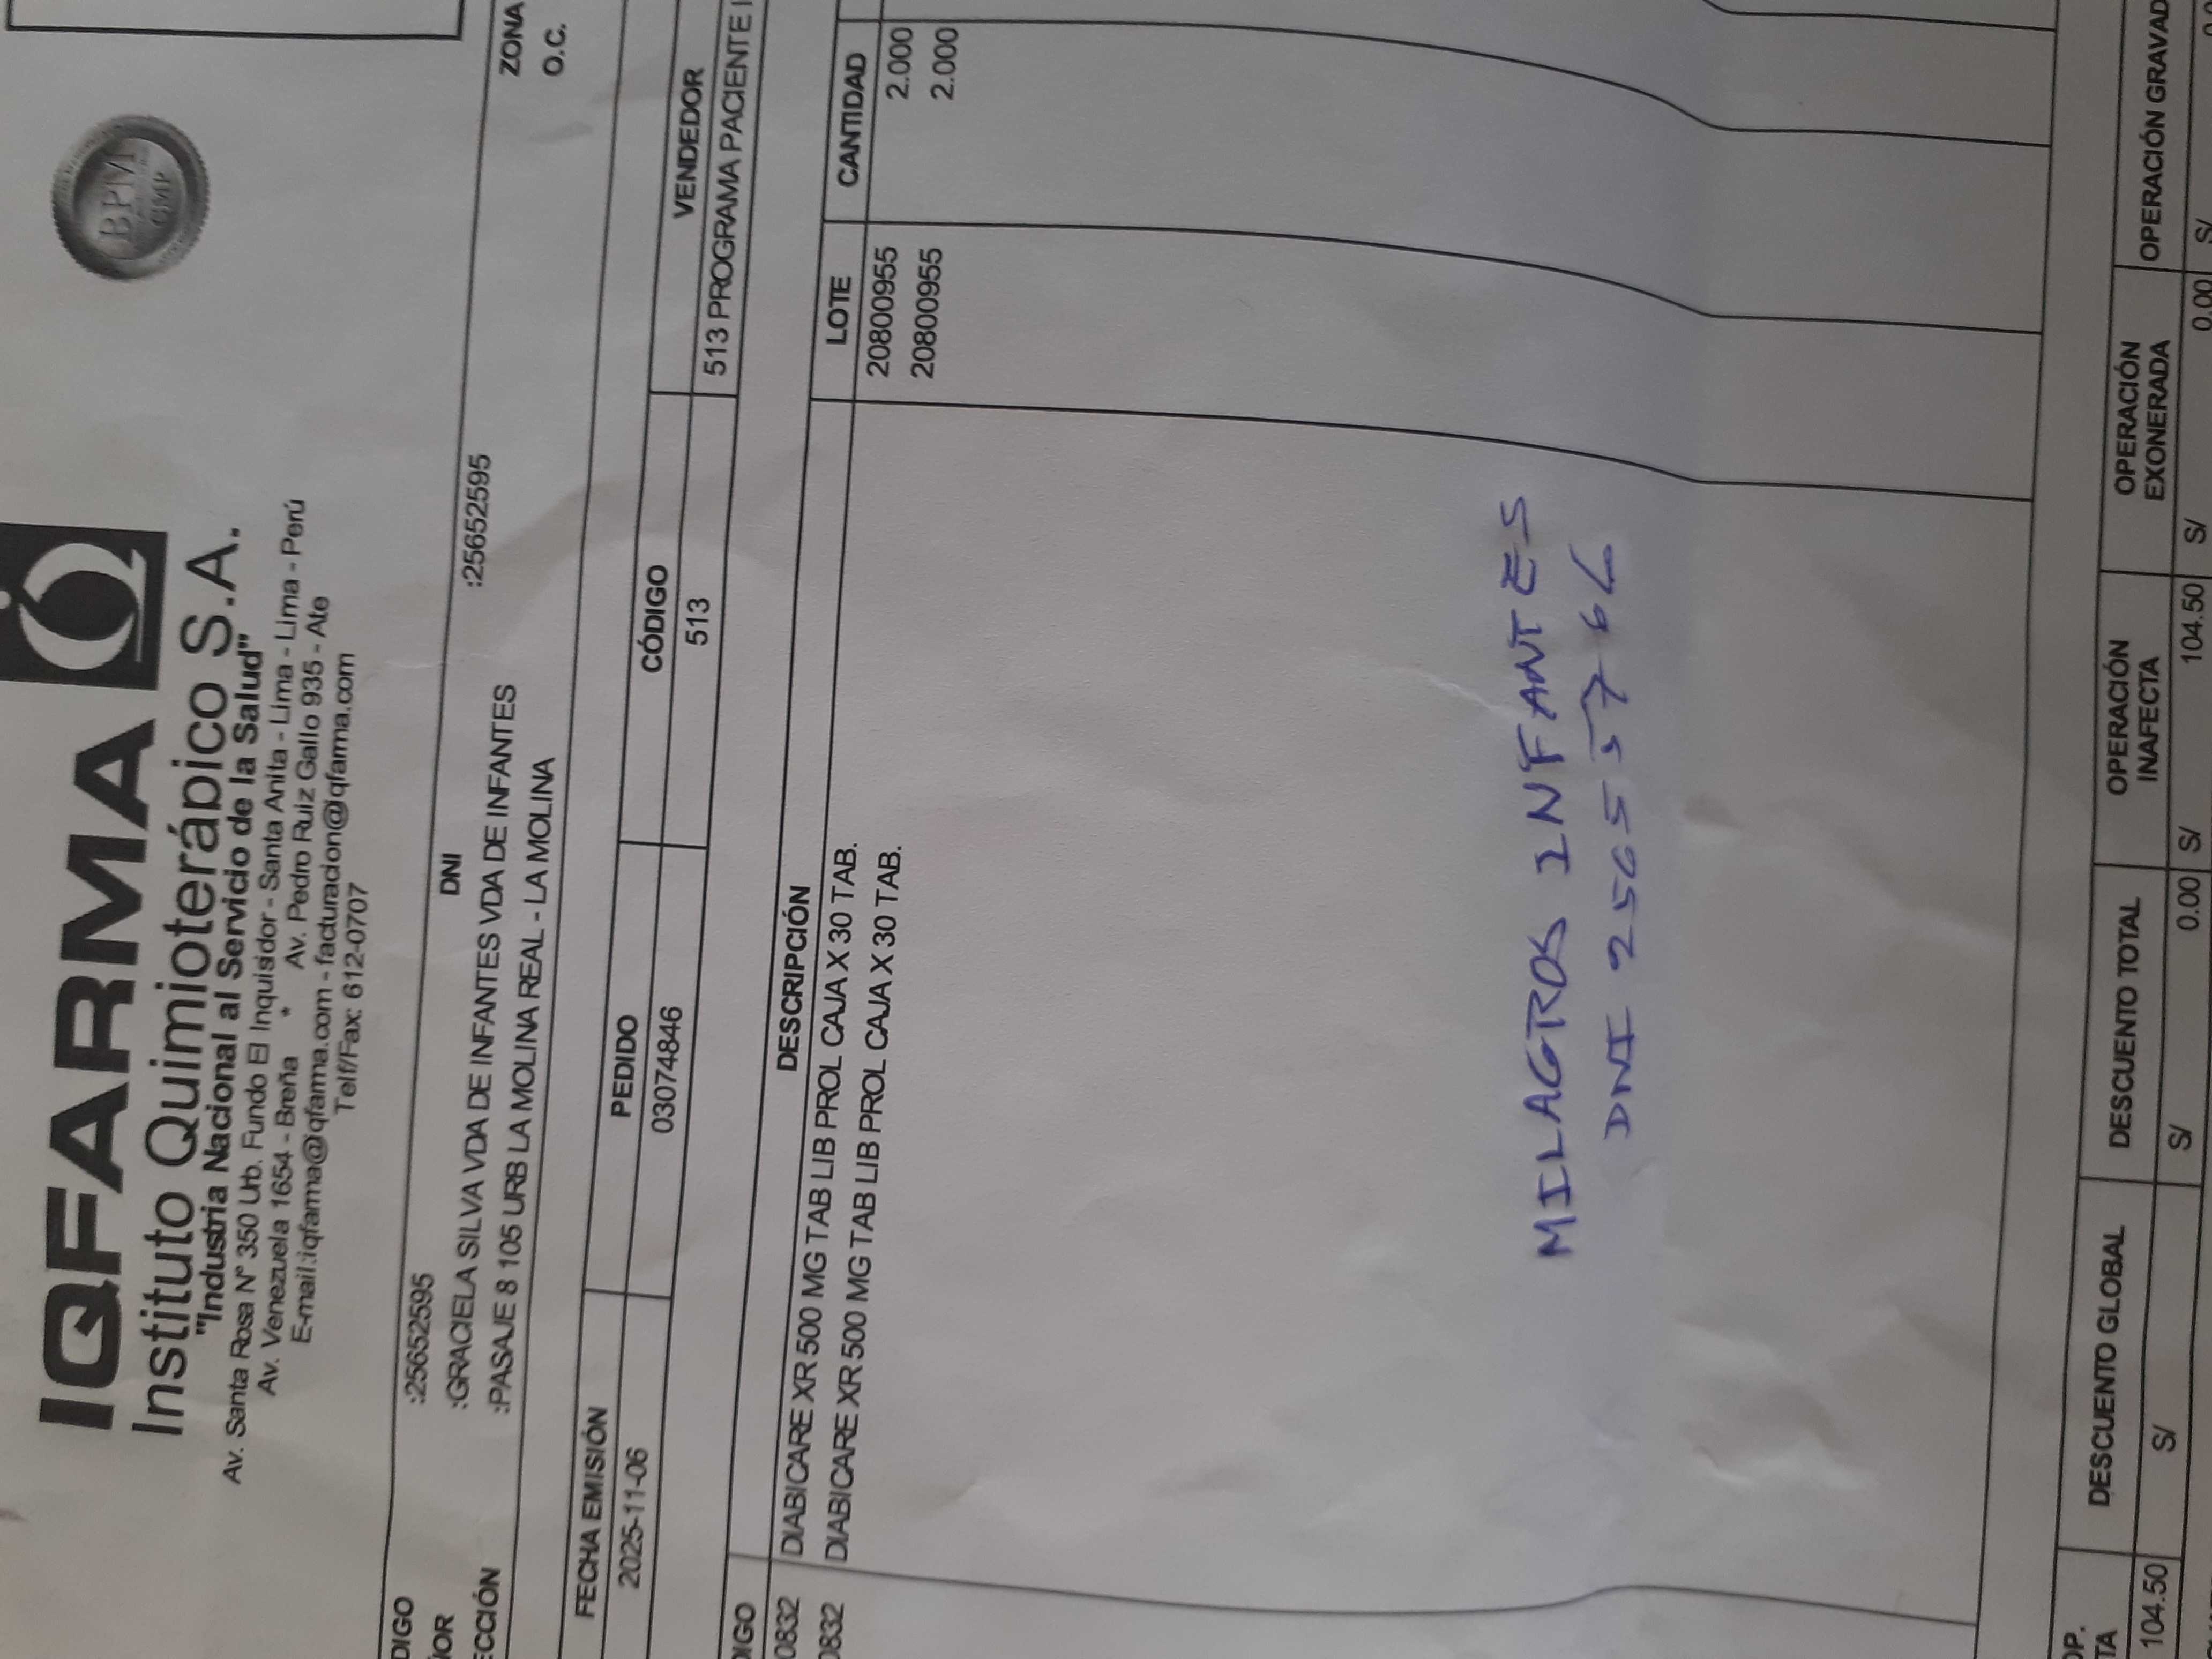 IQFARMA
Instituto Quimioterápico S.A.
"Industria Nacional al Servicio de la Salud"
Av. Santa Rosa N° 350 Urb. Fundo El Inquisidor - Santa Anita - Lima - Lima - Perú
Av. Venezuela 1654 - Breña * Av. Pedro Ruiz Gallo 935 - Ate
E-mail:iqfarma@qfarma.com - facturacion@qfarma.com
Telf/Fax: 612-0707
BPM
GMP
DIGO :25652595 DNI :25652595
ÑOR :GRACIELA SILVA VDA DE INFANTES VDA DE INFANTES ZONA
ECCIÓN :PASAJE 8 105 URB LA MOLINA REAL - LA MOLINA O.C.
FECHA EMISIÓN PEDIDO CÓDIGO VENDEDOR
2025-11-06 03074846 513 513 PROGRAMA PACIENTE
DIGO DESCRIPCIÓN LOTE CANTIDAD
0832 DIABICARE XR 500 MG TAB LIB PROL CAJA X 30 TAB. 20800955 2.000
0832 DIABICARE XR 500 MG TAB LIB PROL CAJA X 30 TAB. 20800955 2.000
MILAGROS INFANTES
DNI
OP. DESCUENTO GLOBAL DESCUENTO TOTAL OPERACIÓN INAFECTA OPERACIÓN EXONERADA OPERACIÓN GRAVAD
TA
104.50 S/ S/ 0.00 S/ 104.50 S/ 0.00 S/